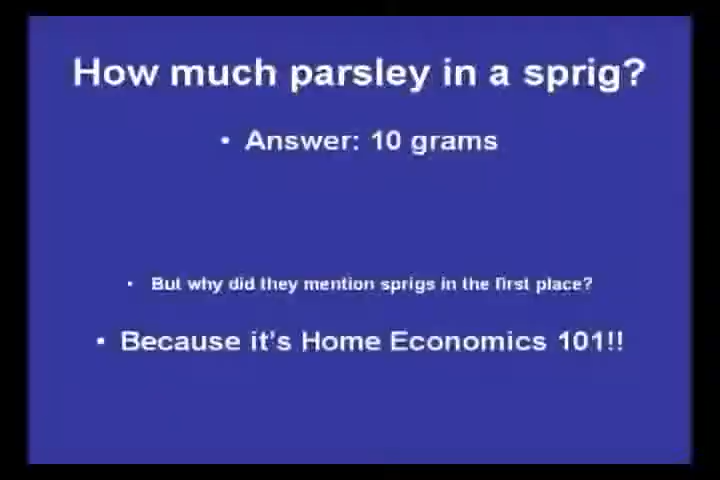 How much parsley in a sprig?
• Answer: 10 grams
• But why did they mention sprigs in the first place?
• Because it's Home Economics 101!!